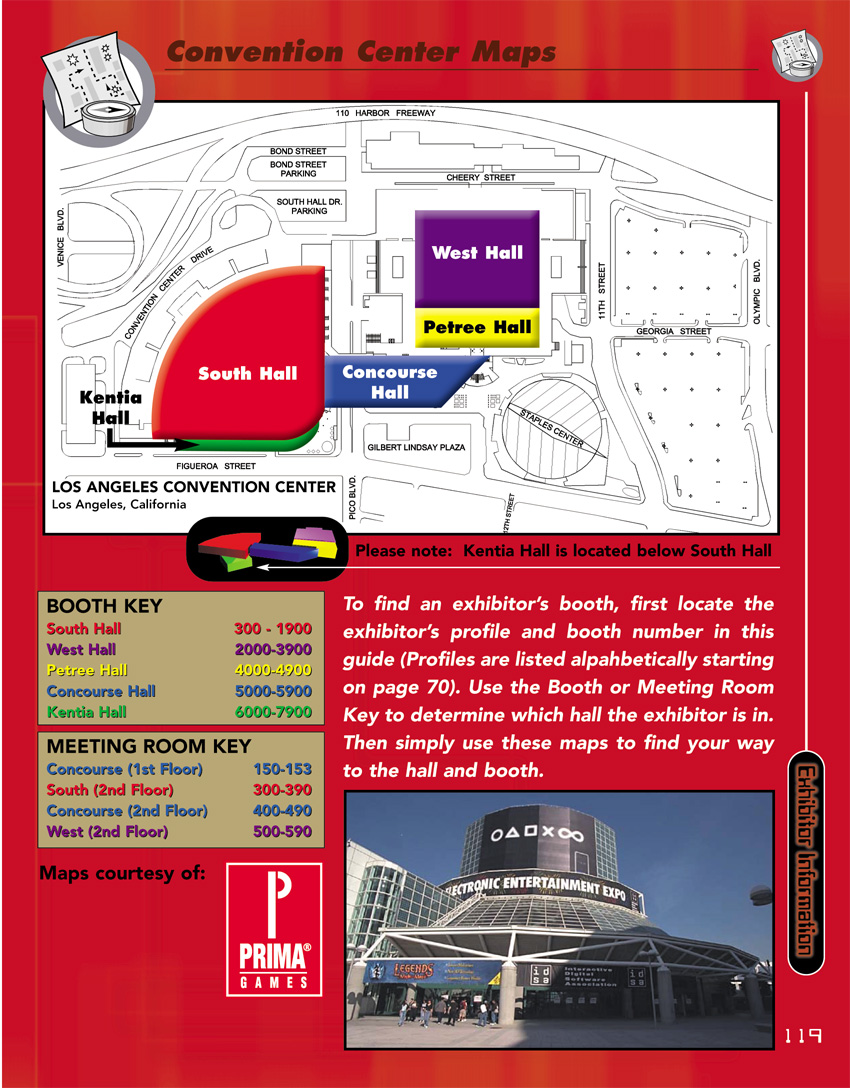 Convention Center Maps
110 HARBOR FREEWAY
BOND STREET
BOND STREET
PARKING
CHEERY STREET
SOUTH HALL DR.
PARKING
VENICE BLVD.
CONVENTION CENTER DRIVE
West Hall
11TH STREET
OLYMPIC BLVD.
Petree Hall
GEORGIA STREET
South Hall
Concourse
Hall
Kentia
Hall
STAPLES CENTER
GILBERT LINDSAY PLAZA
FIGUEROA STREET
PICO BLVD.
12TH STREET
LOS ANGELES CONVENTION CENTER
Los Angeles, California
Please note: Kentia Hall is located below South Hall
BOOTH KEY
South Hall 300 - 1900
West Hall 2000-3900
Petree Hall 4000-4900
Concourse Hall 5000-5900
Kentia Hall 6000-7900
MEETING ROOM KEY
Concourse (1st Floor) 150-153
South (2nd Floor) 300-390
Concourse (2nd Floor) 400-490
West (2nd Floor) 500-590
To find an exhibitor's booth, first locate the
exhibitor's profile and booth number in this
guide (Profiles are listed alpahbetically starting
on page 70). Use the Booth or Meeting Room
Key to determine which hall the exhibitor is in.
Then simply use these maps to find your way
to the hall and booth.
Maps courtesy of:
PRIMA®
GAMES
ELECTRONIC ENTERTAINMENT EXPO
LEGENDS
idsa
Interactive
Digital
Software
Association
idsa
Exhibitor Information
119